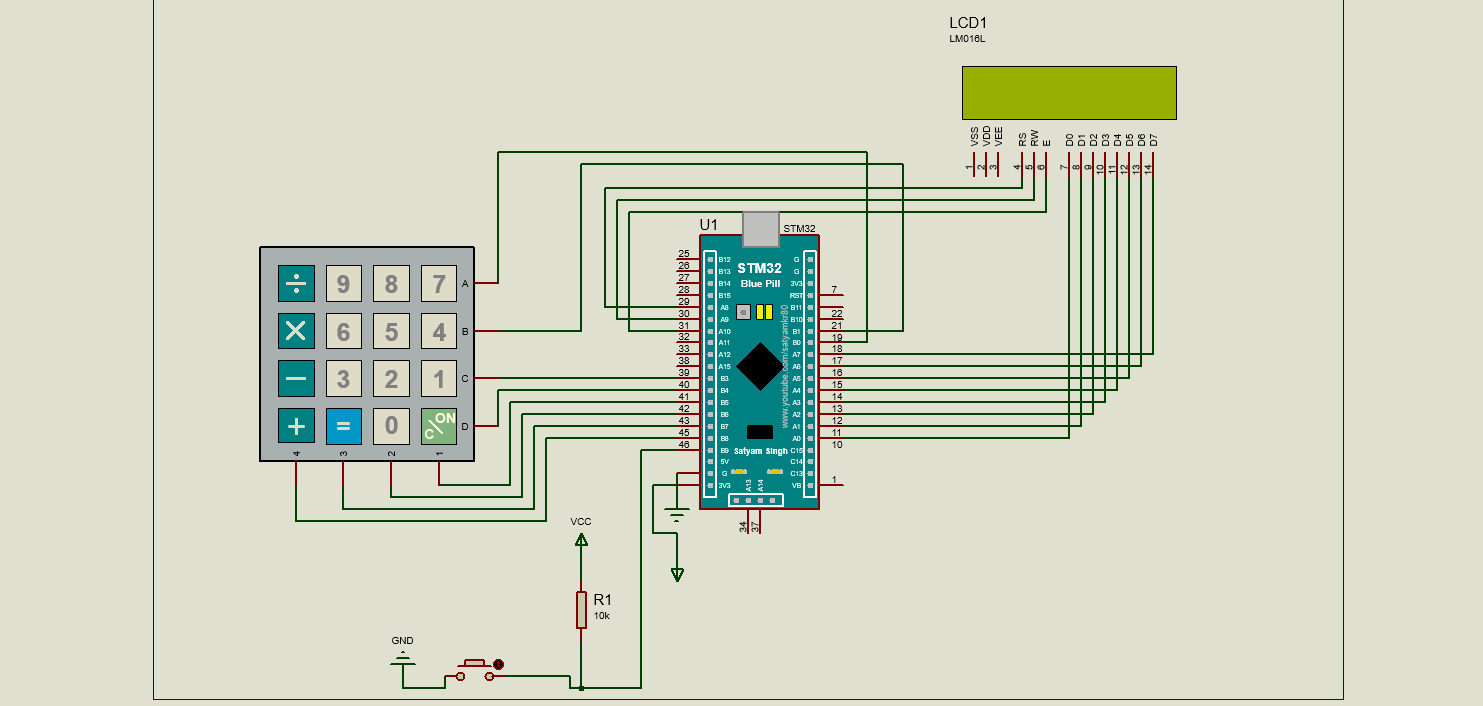 LCD1
LM016L
VSS
VDD
VEE
RS
RW
E
D0
D1
D2
D3
D4
D5
D6
D7
1
2
3
4
5
6
7
8
9
10
11
12
13
14
U1
STM32
STM32
Blue Pill
www.youtube.com/satyamkr80
Satyam Singh
25 B12
26 B13
27 B14
28 B15
29 A8
30 A9
31 A10
32 A11
33 A12
38 A15
39 B3
40 B4
41 B5
42 B6
43 B7
45 B8
46 B9
5V
G
3V3
G
G
3V3
RST 7
B11
B10 22
B1 21
B0 19
A7 18
A6 17
A5 16
A4 15
A3 14
A2 13
A1 12
A0 11
C15 10
C14
C13
VB 1
A13
A14
34
37
÷ 9 8 7 A
× 6 5 4 B
− 3 2 1 C
+ = 0 ON/C D
4 3 2 1
VCC
R1
10k
GND